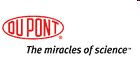 DU PONT
The miracles of science™